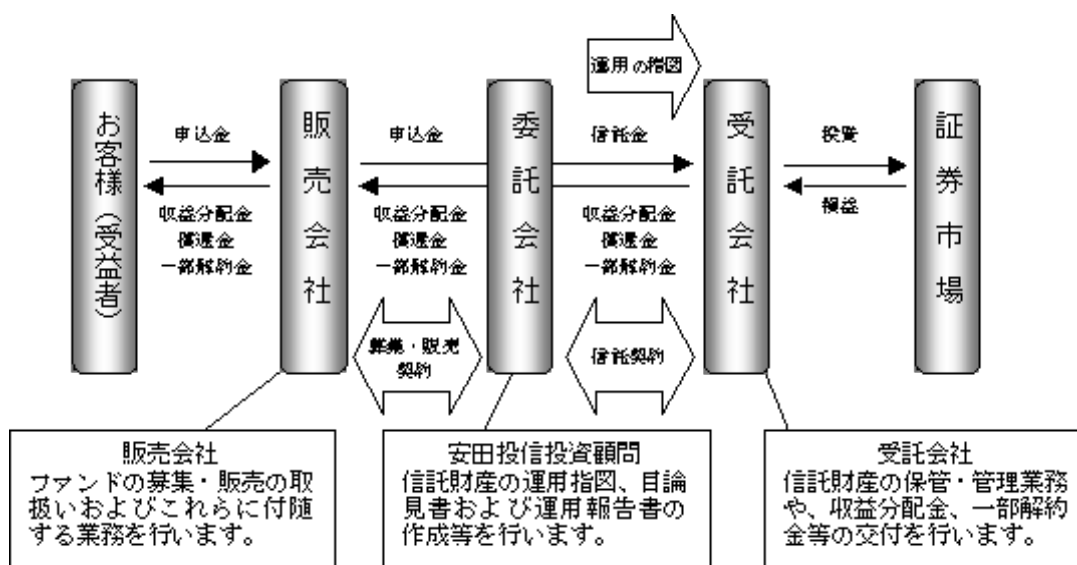 運用の指図
お客様（受益者）
販売会社
委託会社
受託会社
証券市場
申込金
申込金
信託金
投資
収益分配金
償還金
一部解約金
収益分配金
償還金
一部解約金
収益分配金
償還金
一部解約金
損益
募集・販売
契約
信託契約
販売会社
ファンドの募集・販売の取
扱いおよびこれらに付随
する業務を行います。
安田投信投資顧問
信託財産の運用指図、目論
見書および運用報告書の
作成等を行います。
受託会社
信託財産の保管・管理業務
や、収益分配金、一部解約
金等の交付を行います。